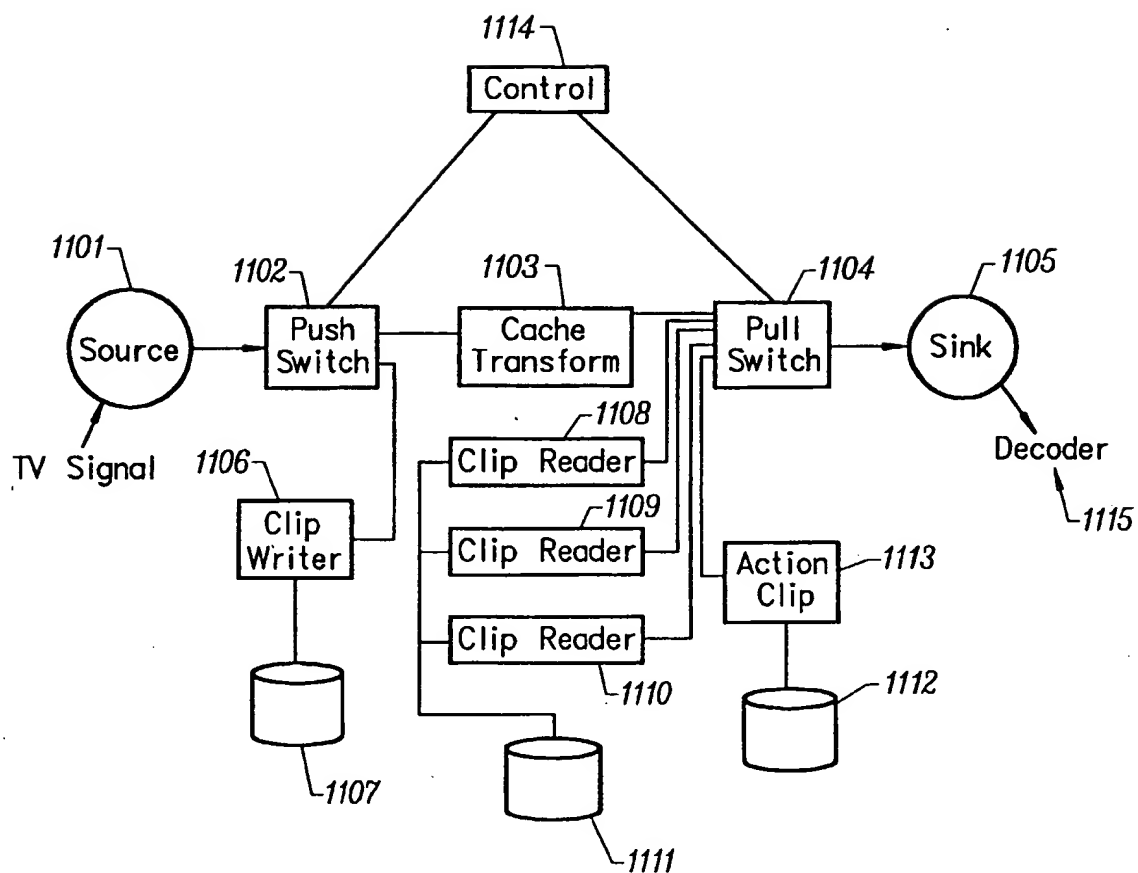 1114
Control
1101
1102
1103
1104
1105
Source
Push
Switch
Cache
Transform
Pull
Switch
Sink
TV Signal
1106
Clip
Writer
1107
1108
Clip Reader
1109
Clip Reader
Clip Reader
1110
1111
Action
Clip
1113
1112
Decoder
1115